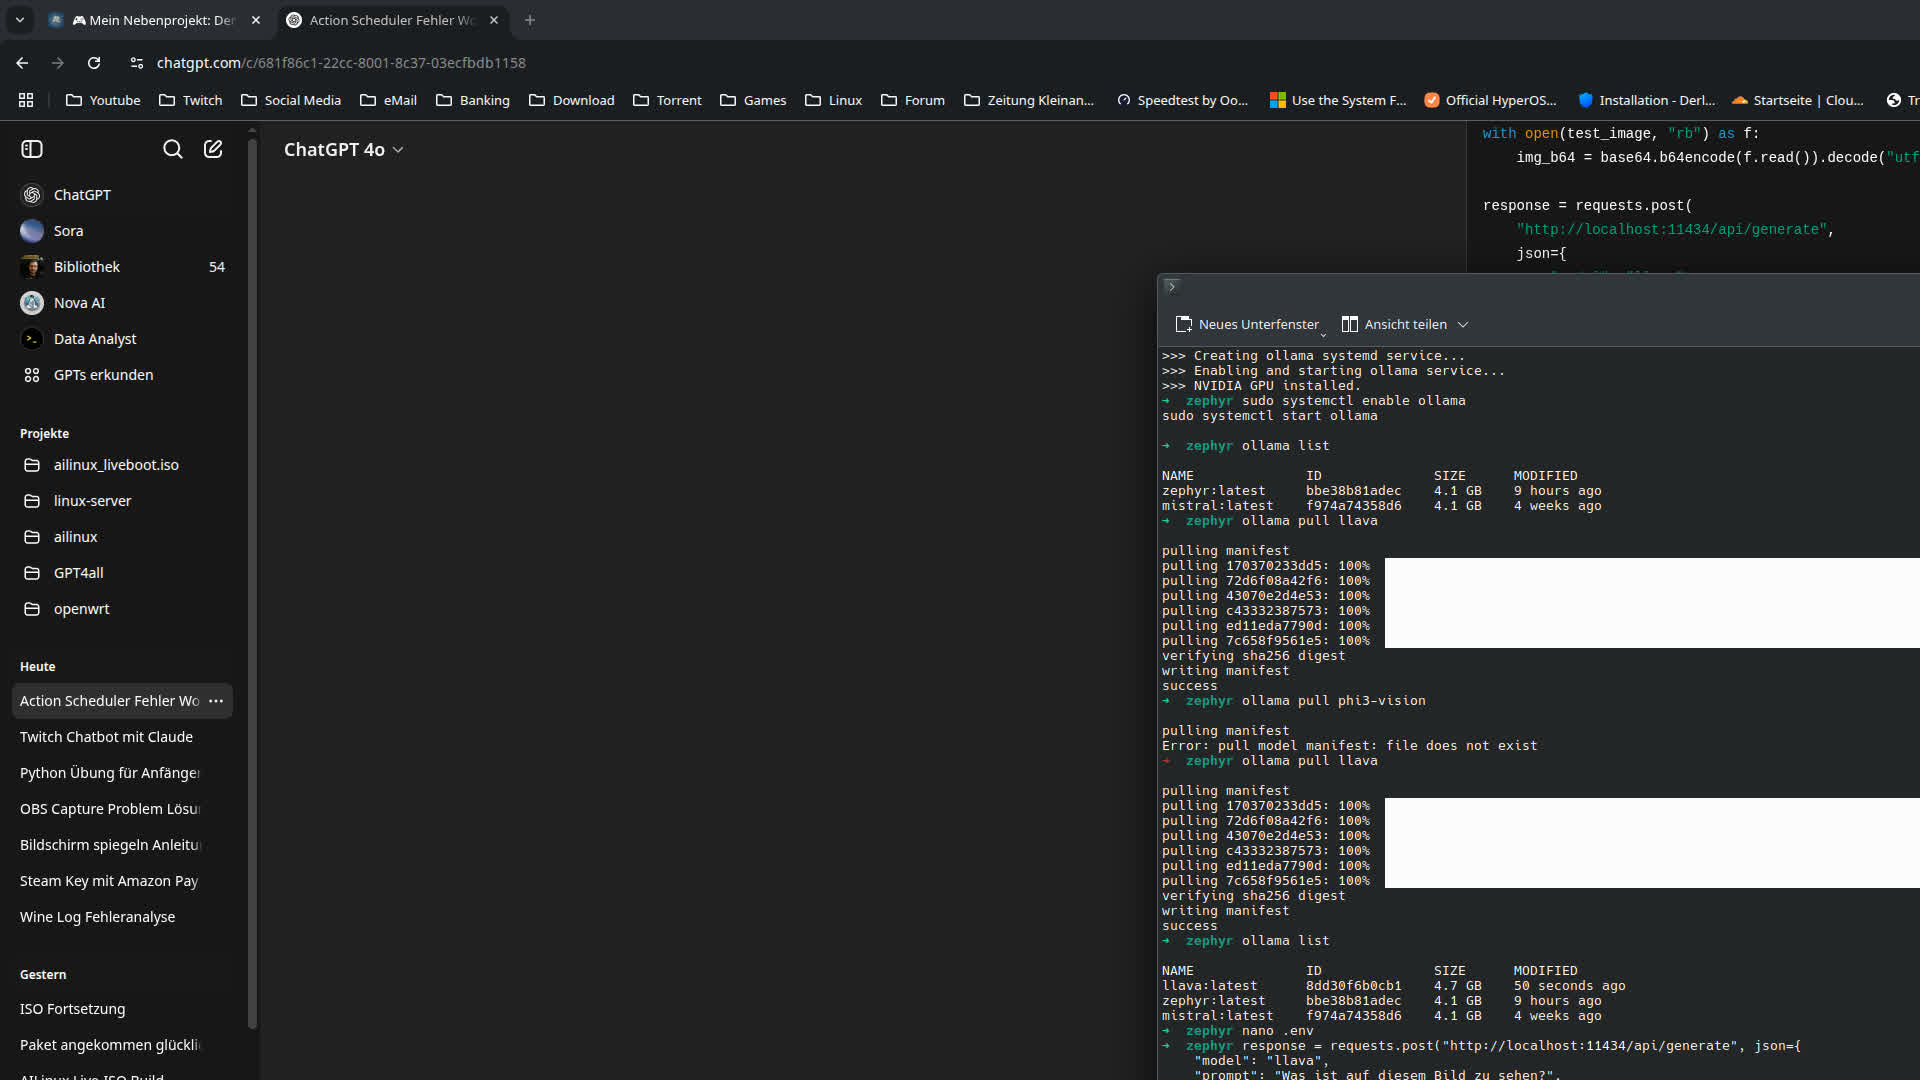 🎮 Mein Nebenprojekt: Der
Action Scheduler Fehler Wo
chatgpt.com/c/681f86c1-22cc-8001-8c37-03ecfbdb1158
Youtube Twitch Social Media eMail Banking Download Torrent Games Linux Forum Zeitung Kleinan... Speedtest by Oo... Use the System F... Official HyperOS... Installation - Derl... Startseite | Clou... Tr
ChatGPT 4o
ChatGPT
Sora
Bibliothek 54
Nova AI
Data Analyst
GPTs erkunden
Projekte
ailinux_liveboot.iso
linux-server
ailinux
GPT4all
openwrt
Heute
Action Scheduler Fehler Wo ...
Twitch Chatbot mit Claude
Python Übung für Anfänger
OBS Capture Problem Lösu
Bildschirm spiegeln Anleitu
Steam Key mit Amazon Pay
Wine Log Fehleranalyse
Gestern
ISO Fortsetzung
Paket angekommen glückli
AILinux Live ISO Build
with open(test_image, "rb") as f:
img_b64 = base64.b64encode(f.read()).decode("utf
response = requests.post(
"http://localhost:11434/api/generate",
json={
Neues Unterfenster Ansicht teilen
>>> Creating ollama systemd service...
>>> Enabling and starting ollama service...
>>> NVIDIA GPU installed.
➜ zephyr sudo systemctl enable ollama
sudo systemctl start ollama
➜ zephyr ollama list
NAME ID SIZE MODIFIED
zephyr:latest bbe38b81adec 4.1 GB 9 hours ago
mistral:latest f974a74358d6 4.1 GB 4 weeks ago
➜ zephyr ollama pull llava
pulling manifest
pulling 170370233dd5: 100%
pulling 72d6f08a42f6: 100%
pulling 43070e2d4e53: 100%
pulling c43332387573: 100%
pulling ed11eda7790d: 100%
pulling 7c658f9561e5: 100%
verifying sha256 digest
writing manifest
success
➜ zephyr ollama pull phi3-vision
pulling manifest
Error: pull model manifest: file does not exist
➜ zephyr ollama pull llava
pulling manifest
pulling 170370233dd5: 100%
pulling 72d6f08a42f6: 100%
pulling 43070e2d4e53: 100%
pulling c43332387573: 100%
pulling ed11eda7790d: 100%
pulling 7c658f9561e5: 100%
verifying sha256 digest
writing manifest
success
➜ zephyr ollama list
NAME ID SIZE MODIFIED
llava:latest 8dd30f6b0cb1 4.7 GB 50 seconds ago
zephyr:latest bbe38b81adec 4.1 GB 9 hours ago
mistral:latest f974a74358d6 4.1 GB 4 weeks ago
➜ zephyr nano .env
➜ zephyr response = requests.post("http://localhost:11434/api/generate", json={
"model": "llava",
"prompt": "Was ist auf diesem Bild zu sehen?",